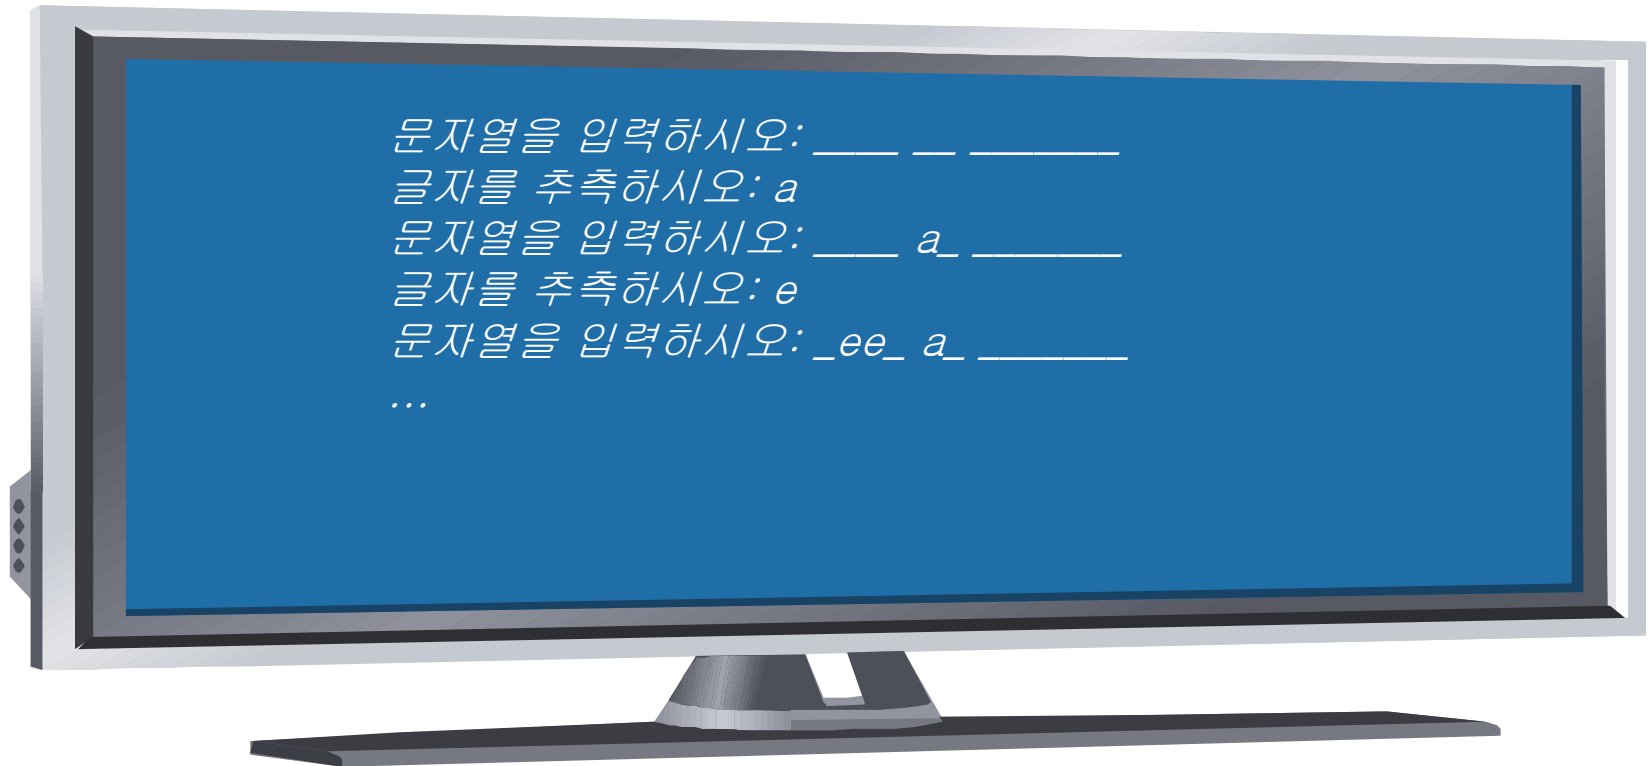 문자열을 입력하시오: ____ __ _______
글자를 추측하시오: a
문자열을 입력하시오: ____ a_ _______
글자를 추측하시오: e
문자열을 입력하시오: _ee_ a_ _______
...